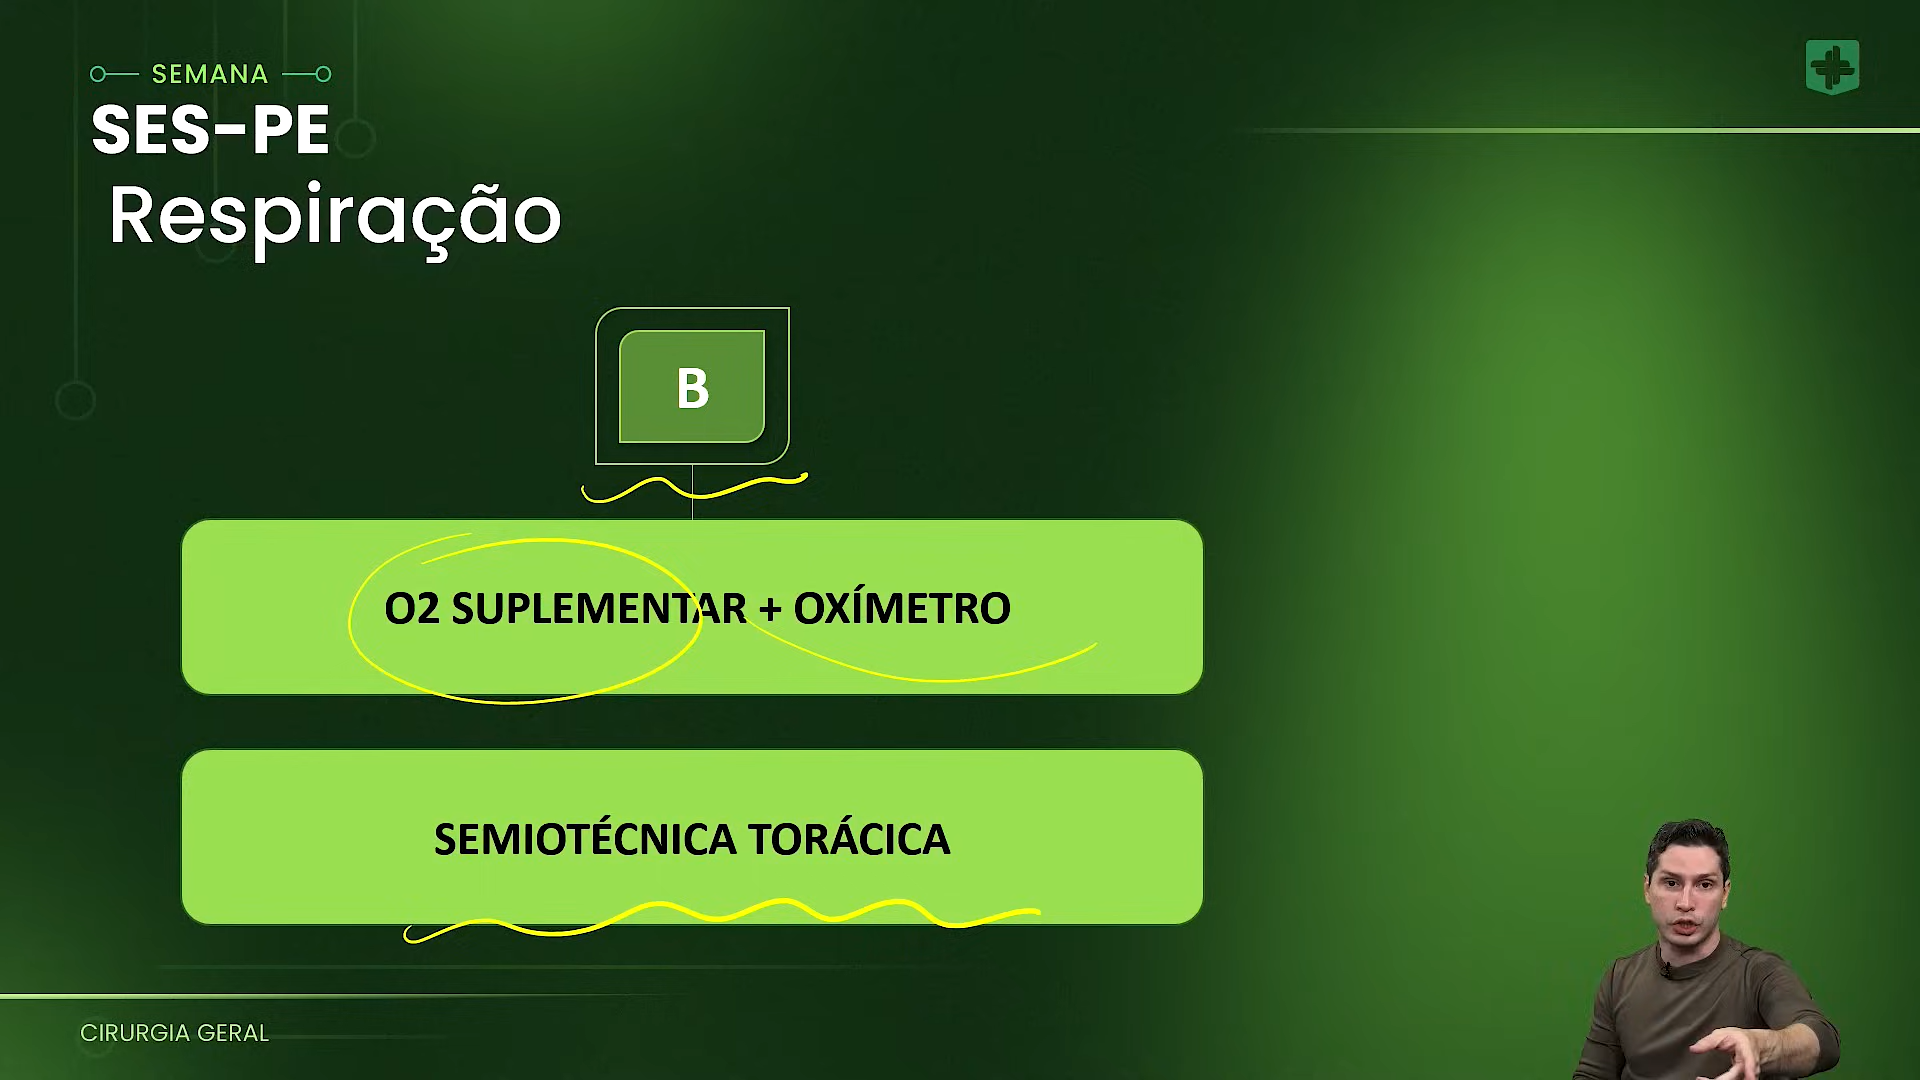 SEMANA
SES-PE
Respiração
B
O2 SUPLEMENTAR + OXÍMETRO
SEMIOTÉCNICA TORÁCICA
CIRURGIA GERAL